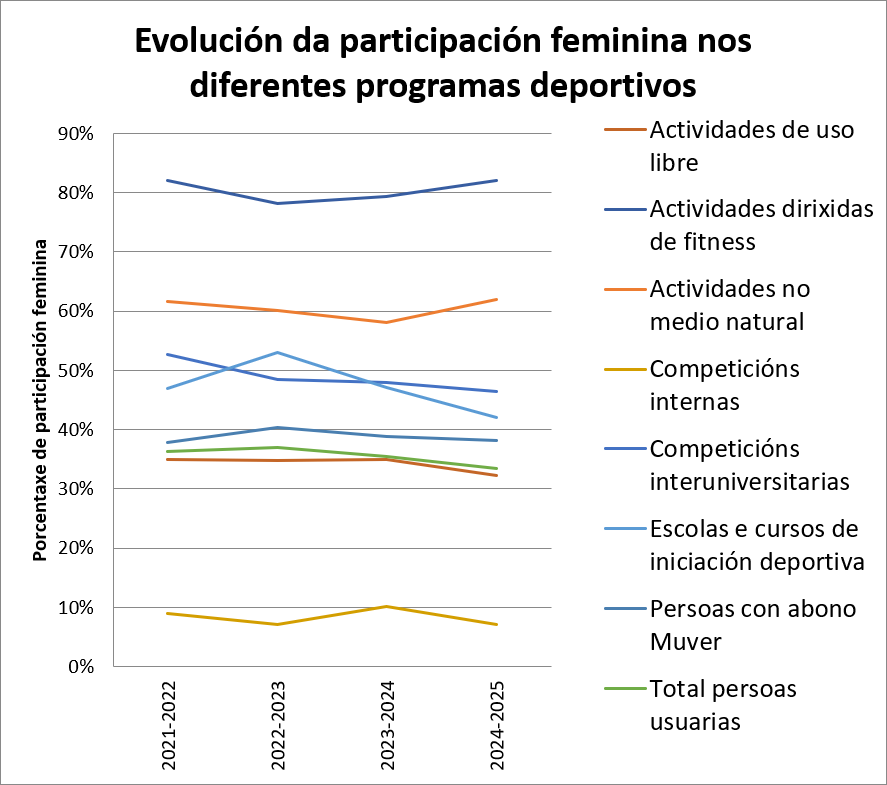 Evolución da participación feminina nos
diferentes programas deportivos
Porcentaxe de participación feminina
90%
80%
70%
60%
50%
40%
30%
20%
10%
0%
2021-2022
2022-2023
2023-2024
2024-2025
Actividades de uso
libre
Actividades dirixidas
de fitness
Actividades no
medio natural
Competicións
internas
Competicións
interuniversitarias
Escolas e cursos de
iniciación deportiva
Persoas con abono
Muver
Total persoas
usuarias